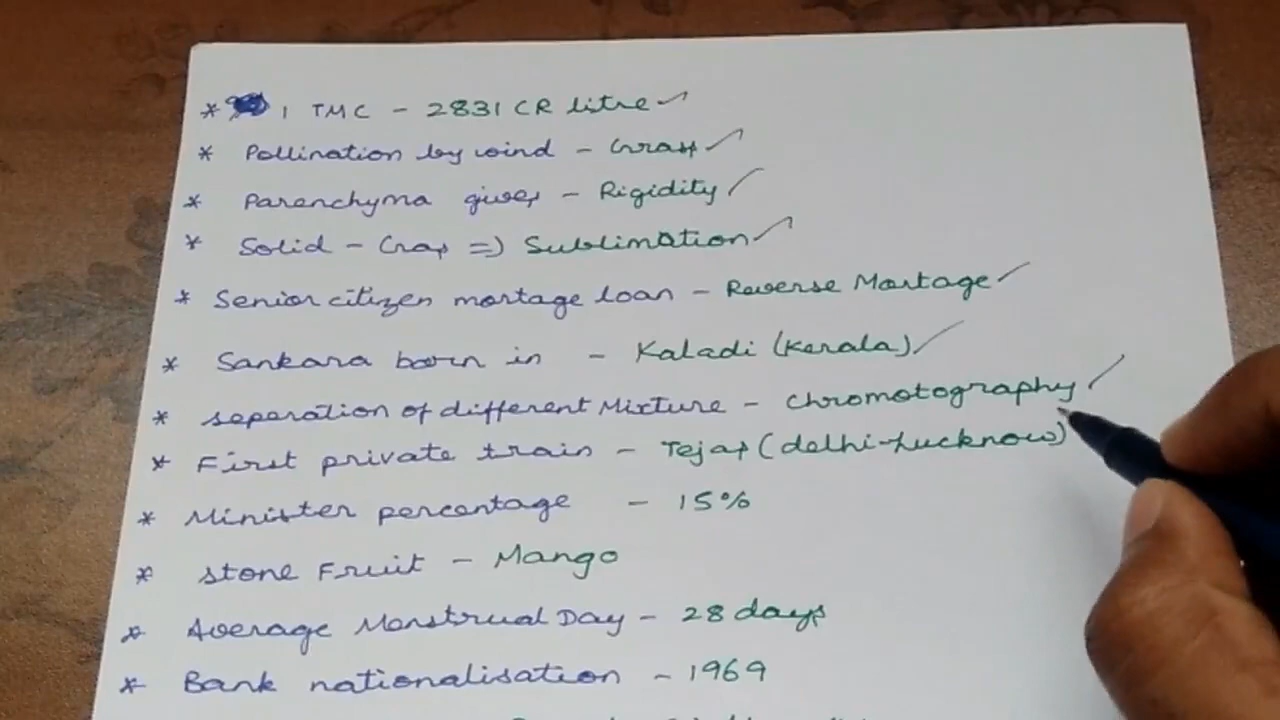 * 1 TMC - 2831 CR litre ✓
* Pollination by wind - Grass ✓
* Parenchyma gives - Rigidity ✓
* Solid - Gas => Sublimation ✓
* Senior citizen mortage loan - Reverse Mortage ✓
* Sankara born in - Kaladi (Kerala) ✓
* seperation of different Mixture - Chromotography ✓
* First private train - Tejas (delhi-Lucknow)
* Minister percentage - 15%
* Stone Fruit - Mango
* Average Menstrual Day - 28 days
* Bank nationalisation - 1969